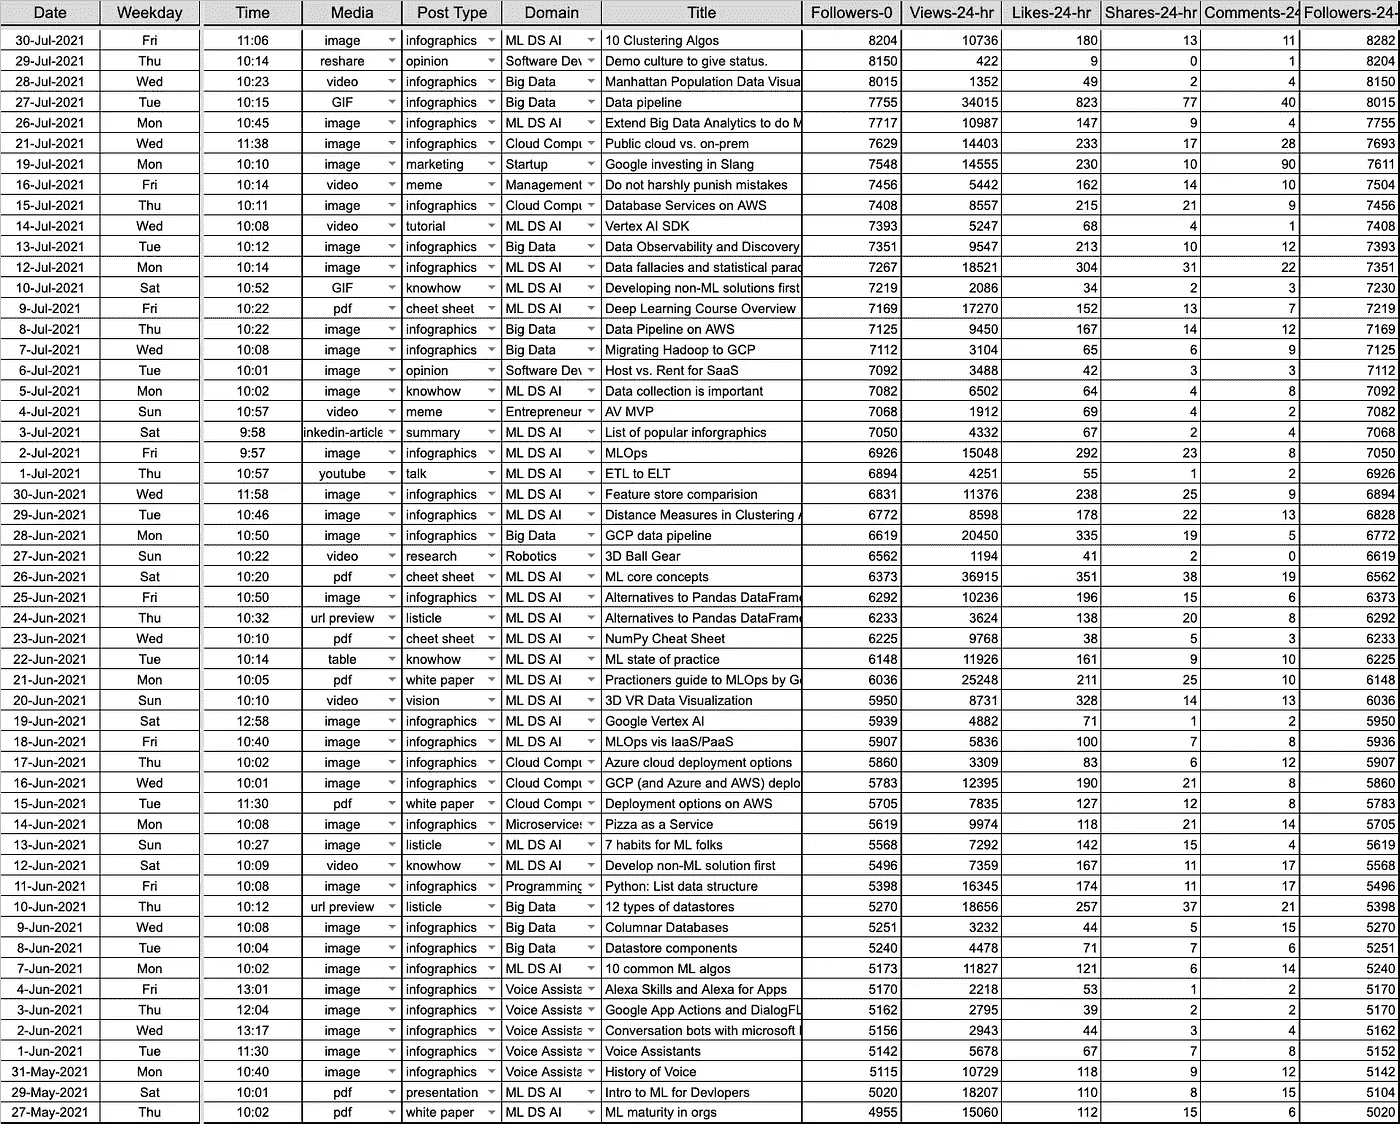 Date Weekday Time Media Post Type Domain Title Followers-0 Views-24-hr Likes-24-hr Shares-24-hr Comments-24 Followers-24-
30-Jul-2021 Fri 11:06 image infographics ML DS AI 10 Clustering Algos 8204 10736 180 13 11 8282
29-Jul-2021 Thu 10:14 reshare opinion Software Dev Demo culture to give status. 8150 422 9 0 1 8204
28-Jul-2021 Wed 10:23 video infographics Big Data Manhattan Population Data Visua 8015 1352 49 2 4 8150
27-Jul-2021 Tue 10:15 GIF infographics Big Data Data pipeline 7755 34015 823 77 40 8015
26-Jul-2021 Mon 10:45 image infographics ML DS AI Extend Big Data Analytics to do M 7717 10987 147 9 4 7755
21-Jul-2021 Wed 11:38 image infographics Cloud Compu Public cloud vs. on-prem 7629 14403 233 17 28 7693
19-Jul-2021 Mon 10:10 image marketing Startup Google investing in Slang 7548 14555 230 10 90 7611
16-Jul-2021 Fri 10:14 video meme Management Do not harshly punish mistakes 7456 5442 162 14 10 7504
15-Jul-2021 Thu 10:11 image infographics Cloud Compu Database Services on AWS 7408 8557 215 21 9 7456
14-Jul-2021 Wed 10:08 video tutorial ML DS AI Vertex AI SDK 7393 5247 68 4 1 7408
13-Jul-2021 Tue 10:12 image infographics Big Data Data Observability and Discovery 7351 9547 213 10 12 7393
12-Jul-2021 Mon 10:14 image infographics ML DS AI Data fallacies and statistical parac 7267 18521 304 31 22 7351
10-Jul-2021 Sat 10:52 GIF knowhow ML DS AI Developing non-ML solutions first 7219 2086 34 2 3 7230
9-Jul-2021 Fri 10:22 pdf cheet sheet ML DS AI Deep Learning Course Overview 7169 17270 152 13 7 7219
8-Jul-2021 Thu 10:22 image infographics Big Data Data Pipeline on AWS 7125 9450 167 14 12 7169
7-Jul-2021 Wed 10:08 image infographics Big Data Migrating Hadoop to GCP 7112 3104 65 6 9 7125
6-Jul-2021 Tue 10:01 image opinion Software Dev Host vs. Rent for SaaS 7092 3488 42 3 3 7112
5-Jul-2021 Mon 10:02 image knowhow ML DS AI Data collection is important 7082 6502 64 4 8 7092
4-Jul-2021 Sun 10:57 video meme Entrepreneur AV MVP 7068 1912 69 4 2 7082
3-Jul-2021 Sat 9:58 inkedin-article summary ML DS AI List of popular inforgraphics 7050 4332 67 2 4 7068
2-Jul-2021 Fri 9:57 image infographics ML DS AI MLOps 6926 15048 292 23 8 7050
1-Jul-2021 Thu 10:57 youtube talk ML DS AI ETL to ELT 6894 4251 55 1 2 6926
30-Jun-2021 Wed 11:58 image infographics ML DS AI Feature store comparision 6831 11376 238 25 9 6894
29-Jun-2021 Tue 10:46 image infographics ML DS AI Distance Measures in Clustering 6772 8598 178 22 13 6828
28-Jun-2021 Mon 10:50 image infographics Big Data GCP data pipeline 6619 20450 335 19 5 6772
27-Jun-2021 Sun 10:22 video research Robotics 3D Ball Gear 6562 1194 41 2 0 6619
26-Jun-2021 Sat 10:20 pdf cheet sheet ML DS AI ML core concepts 6373 36915 351 38 19 6562
25-Jun-2021 Fri 10:50 image infographics ML DS AI Alternatives to Pandas DataFrame 6292 10236 196 15 6 6373
24-Jun-2021 Thu 10:32 url preview listicle ML DS AI Alternatives to Pandas DataFrame 6233 3624 138 20 8 6292
23-Jun-2021 Wed 10:10 pdf cheet sheet ML DS AI NumPy Cheat Sheet 6225 9768 38 5 3 6233
22-Jun-2021 Tue 10:14 table knowhow ML DS AI ML state of practice 6148 11926 161 9 10 6225
21-Jun-2021 Mon 10:05 pdf white paper ML DS AI Practioners guide to MLOps by G 6036 25248 211 25 10 6148
20-Jun-2021 Sun 10:10 video vision ML DS AI 3D VR Data Visualization 5950 8731 328 14 13 6036
19-Jun-2021 Sat 12:58 image infographics ML DS AI Google Vertex AI 5939 4882 71 1 2 5950
18-Jun-2021 Fri 10:40 image infographics ML DS AI MLOps vis IaaS/PaaS 5907 5836 100 7 8 5936
17-Jun-2021 Thu 10:02 image infographics Cloud Compu Azure cloud deployment options 5860 3309 83 6 12 5907
16-Jun-2021 Wed 10:01 image infographics Cloud Compu GCP (and Azure and AWS) deplo 5783 12395 190 21 8 5860
15-Jun-2021 Tue 11:30 pdf white paper Cloud Compu Deployment options on AWS 5705 7835 127 12 8 5783
14-Jun-2021 Mon 10:08 image infographics Microservices Pizza as a Service 5619 9974 118 21 14 5705
13-Jun-2021 Sun 10:27 image listicle ML DS AI 7 habits for ML folks 5568 7292 142 15 4 5619
12-Jun-2021 Sat 10:09 video knowhow ML DS AI Develop non-ML solution first 5496 7359 167 11 17 5568
11-Jun-2021 Fri 10:08 image infographics Programming Python: List data structure 5398 16345 174 11 17 5496
10-Jun-2021 Thu 10:12 url preview listicle Big Data 12 types of datastores 5270 18656 257 37 21 5398
9-Jun-2021 Wed 10:08 image infographics Big Data Columnar Databases 5251 3232 44 5 15 5270
8-Jun-2021 Tue 10:04 image infographics Big Data Datastore components 5240 4478 71 7 6 5251
7-Jun-2021 Mon 10:02 image infographics ML DS AI 10 common ML algos 5173 11827 121 6 14 5240
4-Jun-2021 Fri 13:01 image infographics Voice Assista Alexa Skills and Alexa for Apps 5170 2218 53 1 2 5170
3-Jun-2021 Thu 12:04 image infographics Voice Assista Google App Actions and DialogFL 5162 2795 39 2 2 5170
2-Jun-2021 Wed 13:17 image infographics Voice Assista Conversation bots with microsoft 5156 2943 44 3 4 5162
1-Jun-2021 Tue 11:30 image infographics Voice Assista Voice Assistants 5142 5678 67 7 8 5152
31-May-2021 Mon 10:40 image infographics Voice Assista History of Voice 5115 10729 118 9 12 5142
29-May-2021 Sat 10:01 pdf presentation ML DS AI Intro to ML for Devlopers 5020 18207 110 8 15 5104
27-May-2021 Thu 10:02 pdf white paper ML DS AI ML maturity in orgs 4955 15060 112 15 6 5020